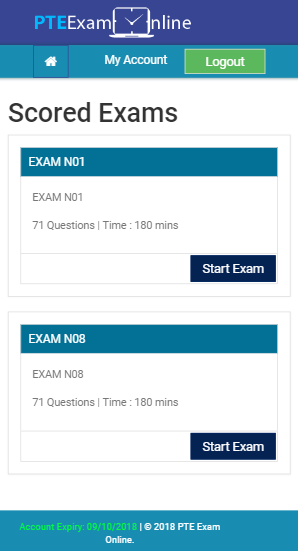 PTEExam Online
My Account
Logout
Scored Exams
EXAM N01
EXAM N01
71 Questions | Time : 180 mins
Start Exam
EXAM N08
EXAM N08
71 Questions | Time : 180 mins
Start Exam
Account Expiry: 09/10/2018 | © 2018 PTE Exam
Online.